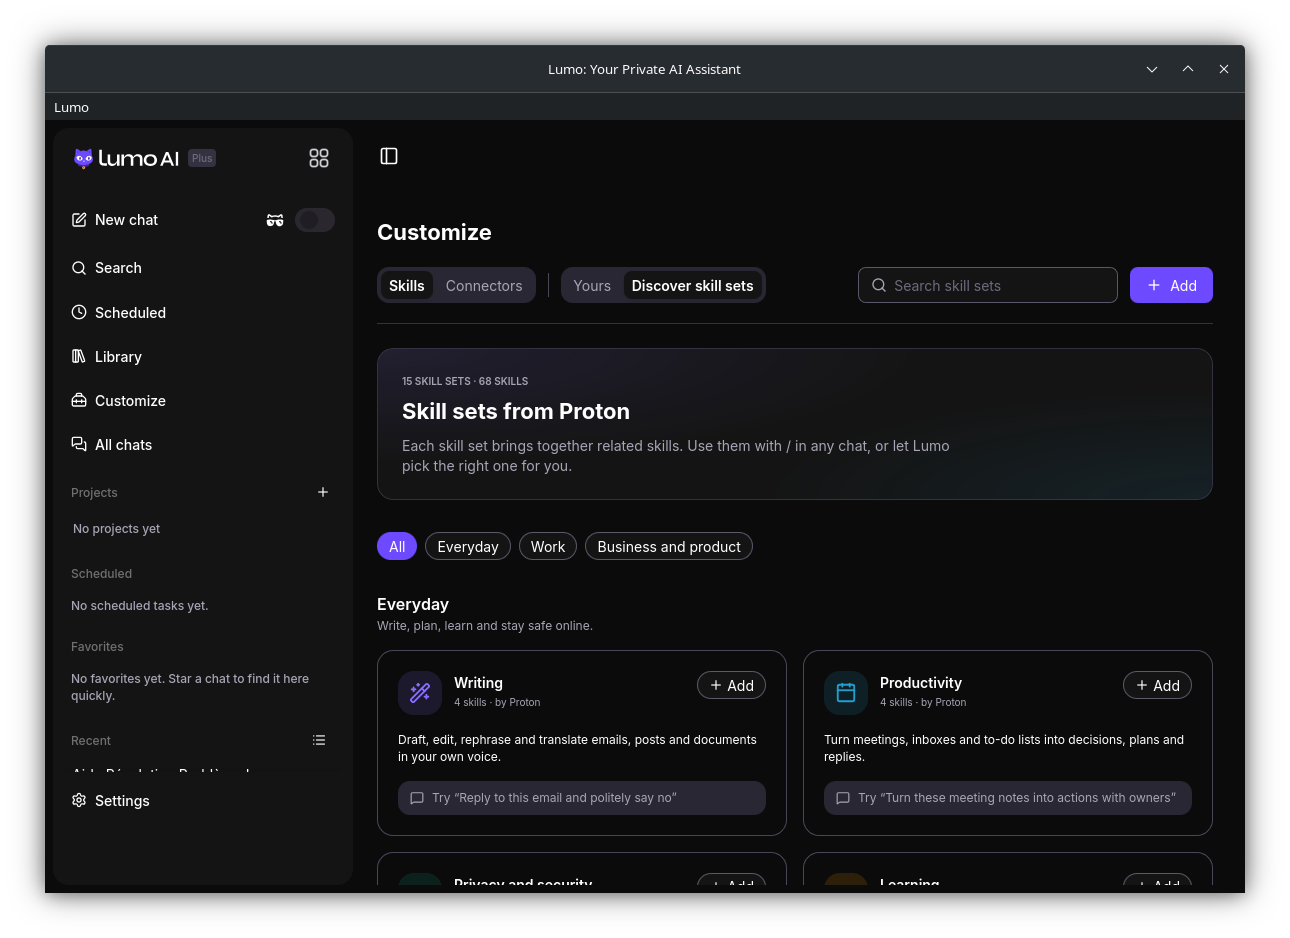 Lumo: Your Private AI Assistant
Lumo
Lumo AI Plus
New chat
Search
Scheduled
Library
Customize
All chats
Projects
No projects yet
Scheduled
No scheduled tasks yet.
Favorites
No favorites yet. Star a chat to find it here
quickly.
Recent
Settings
Customize
Skills Connectors Yours Discover skill sets Search skill sets Add
15 SKILL SETS · 68 SKILLS
Skill sets from Proton
Each skill set brings together related skills. Use them with / in any chat, or let Lumo
pick the right one for you.
All Everyday Work Business and product
Everyday
Write, plan, learn and stay safe online.
Writing
4 skills · by Proton
Add
Draft, edit, rephrase and translate emails, posts and documents
in your own voice.
Try “Reply to this email and politely say no”
Productivity
4 skills · by Proton
Add
Turn meetings, inboxes and to-do lists into decisions, plans and
replies.
Try “Turn these meeting notes into actions with owners”
Privacy and security
Add
Learning
Add